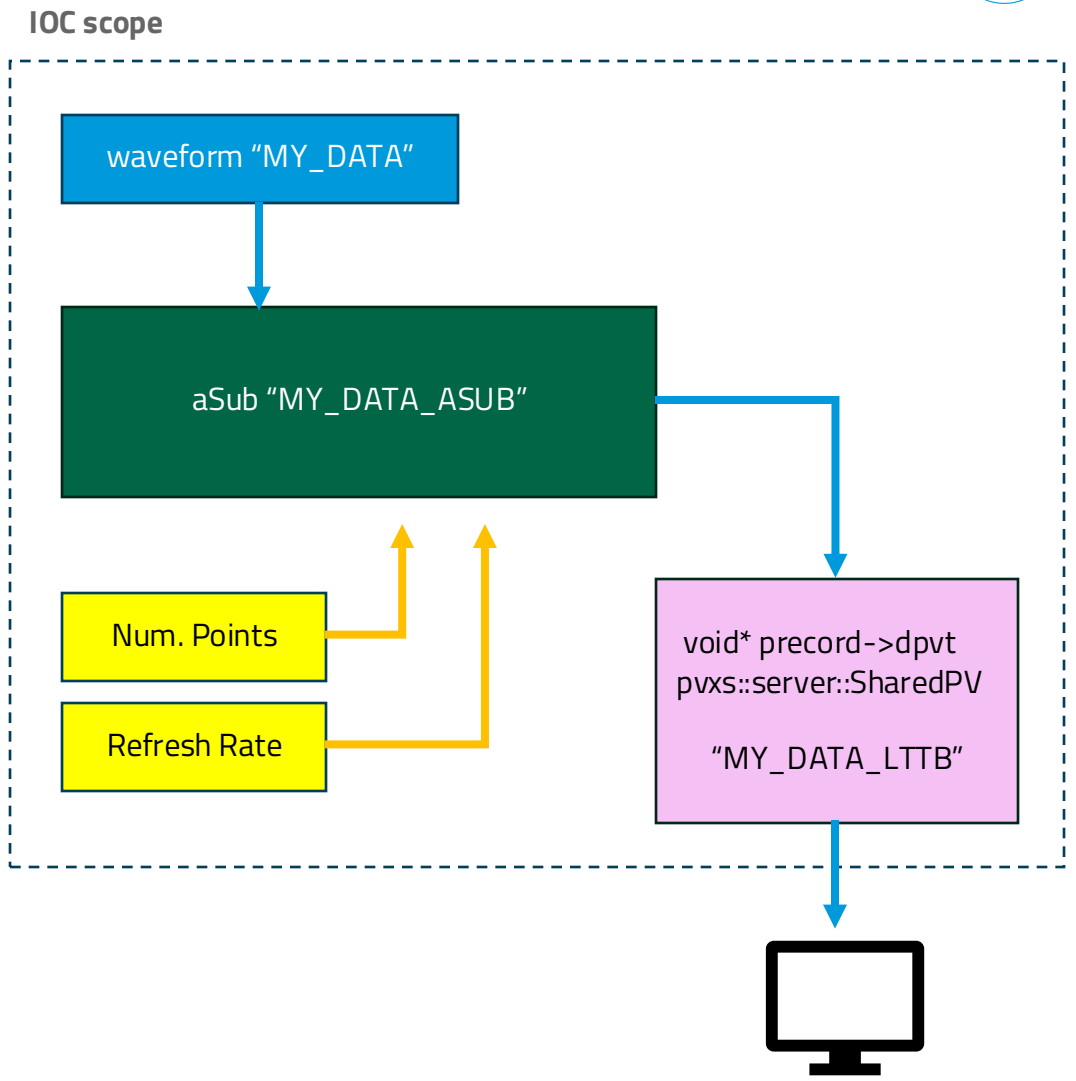 IOC scope
waveform “MY_DATA”
aSub “MY_DATA_ASUB”
Num. Points
Refresh Rate
void* precord->dpvt
pvxs::server::SharedPV
“MY_DATA_LTTB”